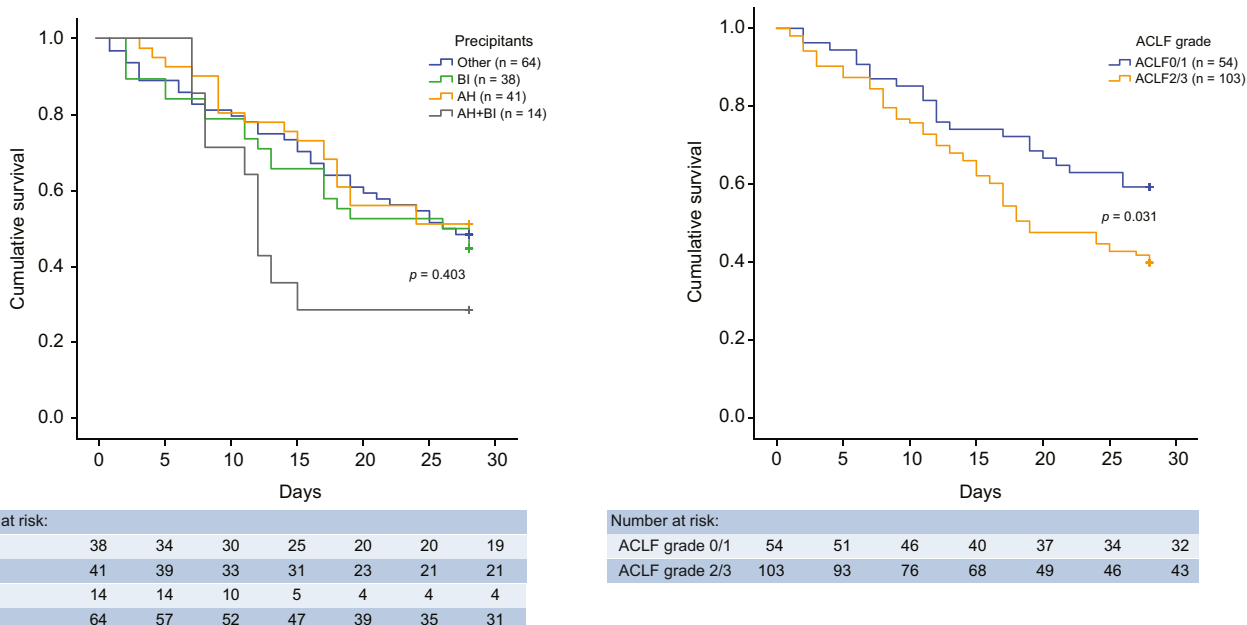 1.0
0.8
0.6
0.4
0.2
0.0
Cumulative survival
Precipitants
Other (n = 64)
BI (n = 38)
AH (n = 41)
AH+BI (n = 14)
p = 0.403
0 5 10 15 20 25 30
Days
at risk:
38 34 30 25 20 20 19
41 39 33 31 23 21 21
14 14 10 5 4 4 4
64 57 52 47 39 35 31
1.0
0.8
0.6
0.4
0.2
0.0
Cumulative survival
ACLF grade
ACLF0/1 (n = 54)
ACLF2/3 (n = 103)
p = 0.031
0 5 10 15 20 25 30
Days
Number at risk:
ACLF grade 0/1 54 51 46 40 37 34 32
ACLF grade 2/3 103 93 76 68 49 46 43